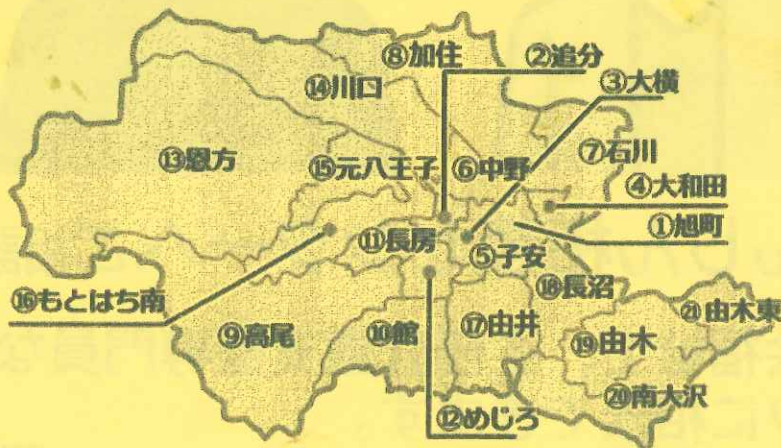 ⑧加住
②追分
③大横
⑭川口
⑬恩方
⑮元八王子
⑥中野
⑦石川
④大和田
①旭町
⑪長房
⑤子安
⑯もとはち南
⑱長沼
㉑由木東
⑨高尾
⑩館
⑰由井
⑲由木
⑳南大沢
⑫めじろ